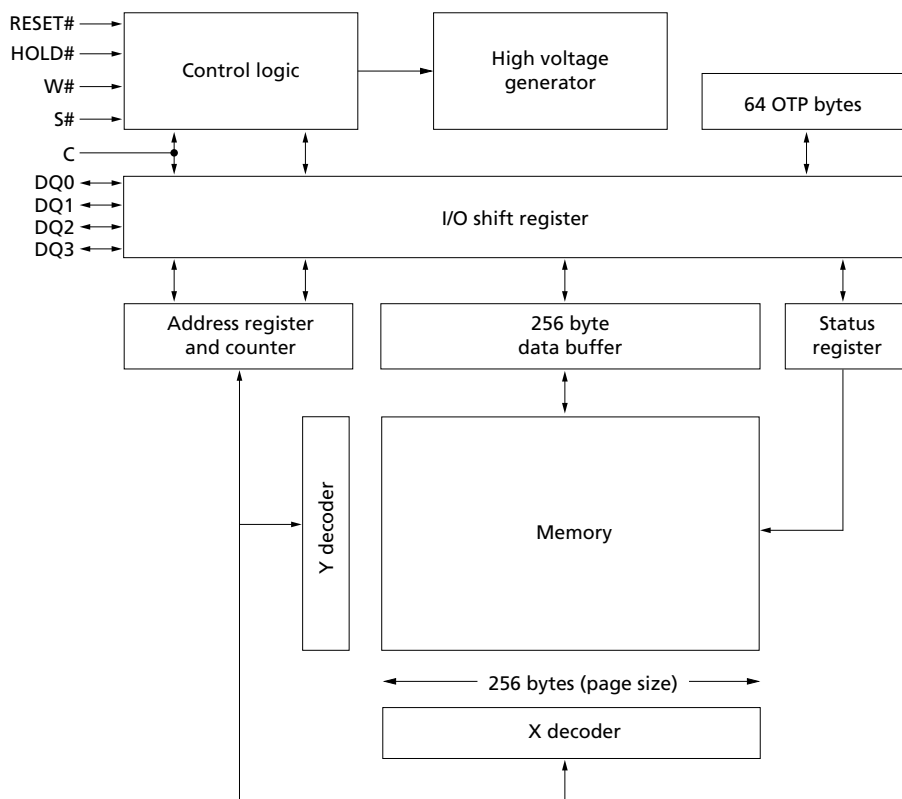 RESET#
HOLD#
W#
S#
C
DQ0
DQ1
DQ2
DQ3
Control logic
High voltage
generator
64 OTP bytes
I/O shift register
Address register
and counter
256 byte
data buffer
Status
register
Y decoder
Memory
256 bytes (page size)
X decoder